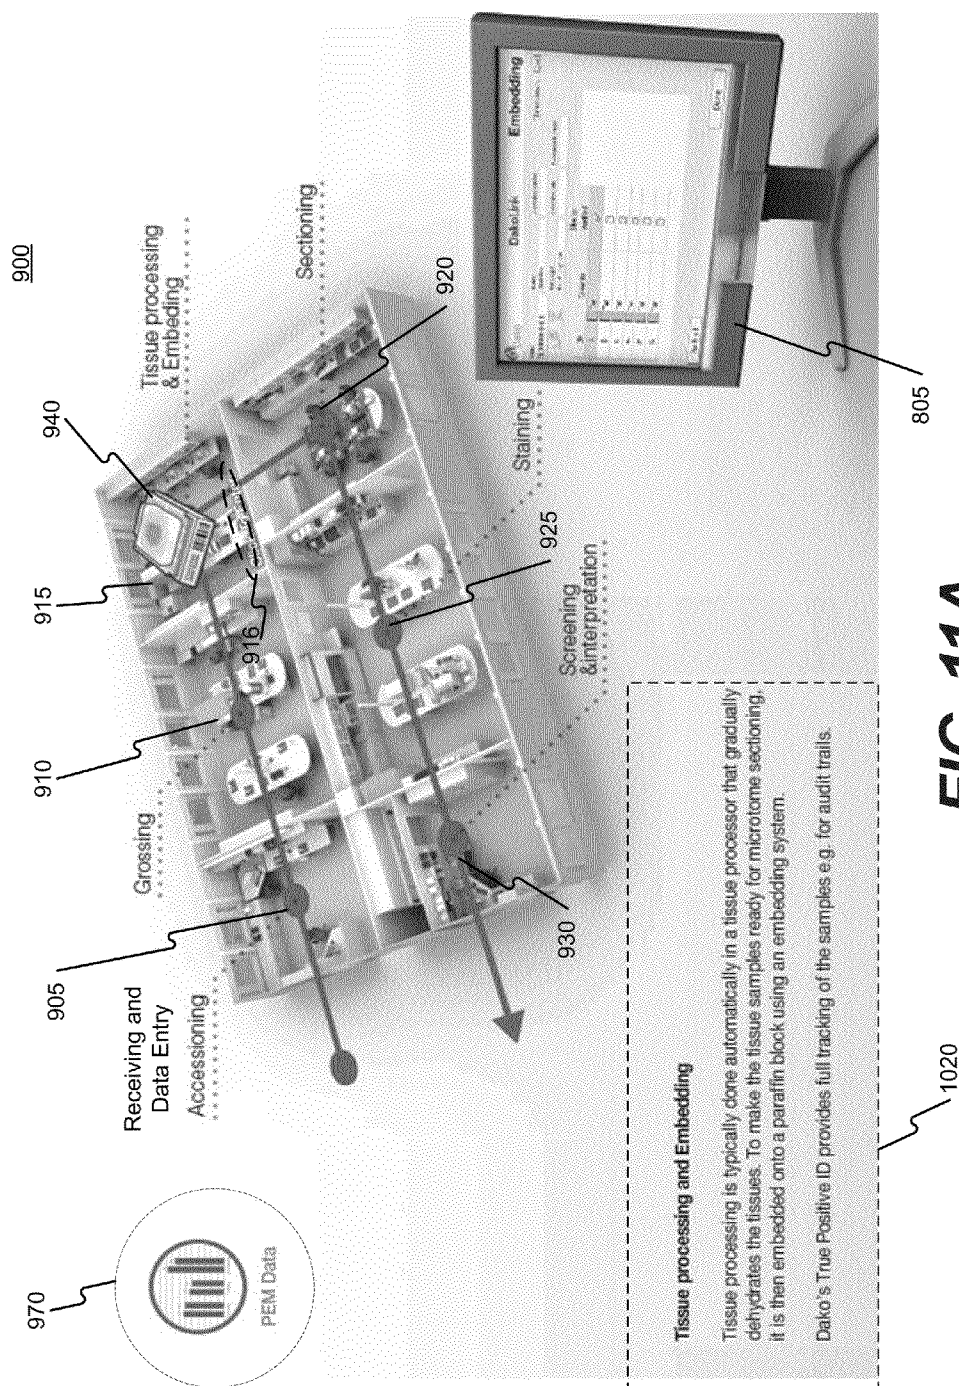 900
970
PEM Data
Receiving and
Data Entry
Accessioning
905
Grossing
910
915
916
940
Tissue processing
& Embeding
Sectioning
920
Staining
925
Screening
&interpretation
930
DakoLink
Embedding
Done
805
Tissue processing and Embedding
Tissue processing is typically done automatically in a tissue processor that gradually
dehydrates the tissues. To make the tissue samples ready for microtome sectioning,
it is then embedded onto a paraffin block using an embedding system.
Dako's True Positive ID provides full tracking of the samples e.g. for audit trails.
1020
FIG. 11A